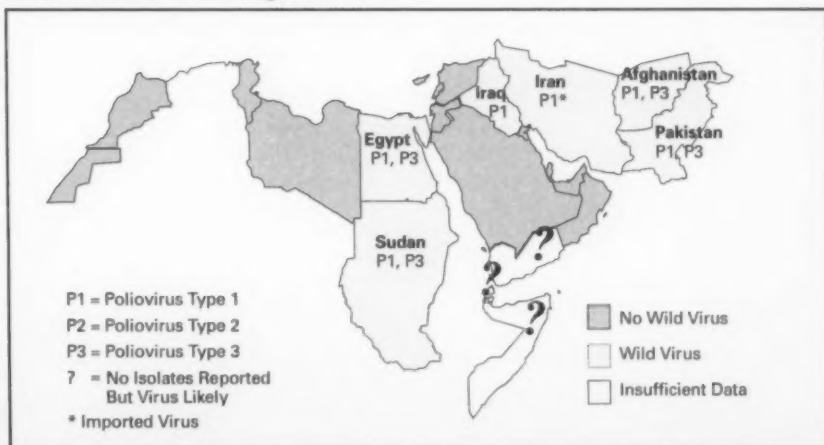 Iraq
P1
Iran
P1*
Afghanistan
P1, P3
Pakistan
P1, P3
Egypt
P1, P3
Sudan
P1, P3
?
?
?
P1 = Poliovirus Type 1
P2 = Poliovirus Type 2
P3 = Poliovirus Type 3
? = No Isolates Reported
But Virus Likely
* Imported Virus
No Wild Virus
Wild Virus
Insufficient Data